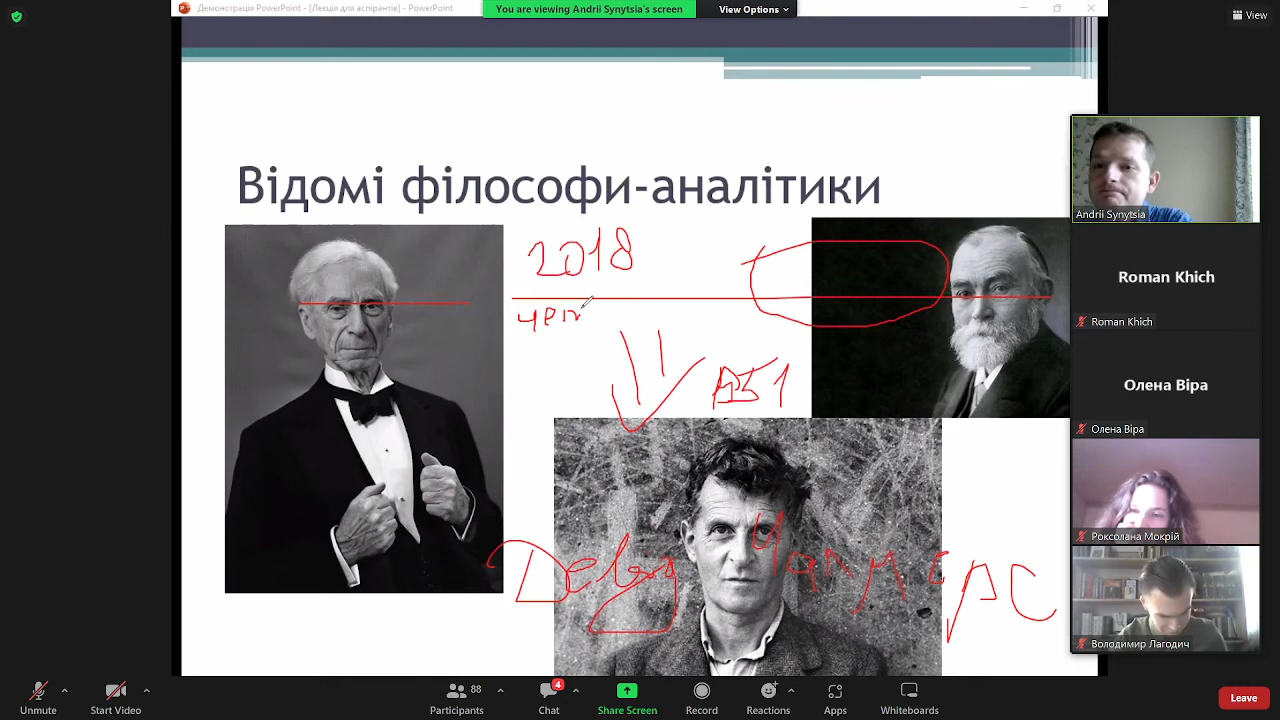 Демонстрація PowerPoint - [Лекція для аспірантів] - PowerPoint
You are viewing Andrii Synytsia's screen
View Options
View
Відомі філософи-аналітики
2018
Чалмерс
Andrii Synytsia
Roman Khich
Roman Khich
Олена Віра
Олена Віра
Роксолана Мокрій
Володимир Лагодич
Unmute
Start Video
88
Participants
4
Chat
Share Screen
Record
Reactions
Apps
Whiteboards
Leave